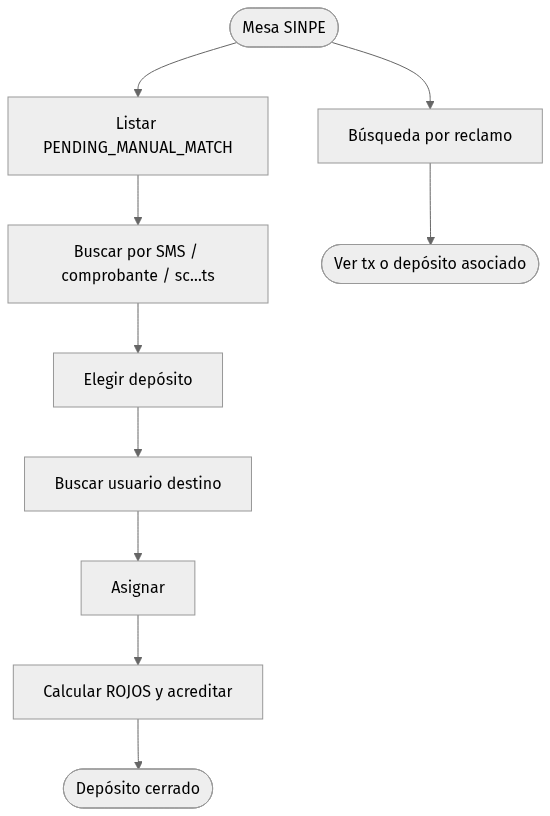 Mesa SINPE
Listar
PENDING_MANUAL_MATCH
Búsqueda por reclamo
Buscar por SMS /
comprobante / sc...ts
Ver tx o depósito asociado
Elegir depósito
Buscar usuario destino
Asignar
Calcular ROJOS y acreditar
Depósito cerrado